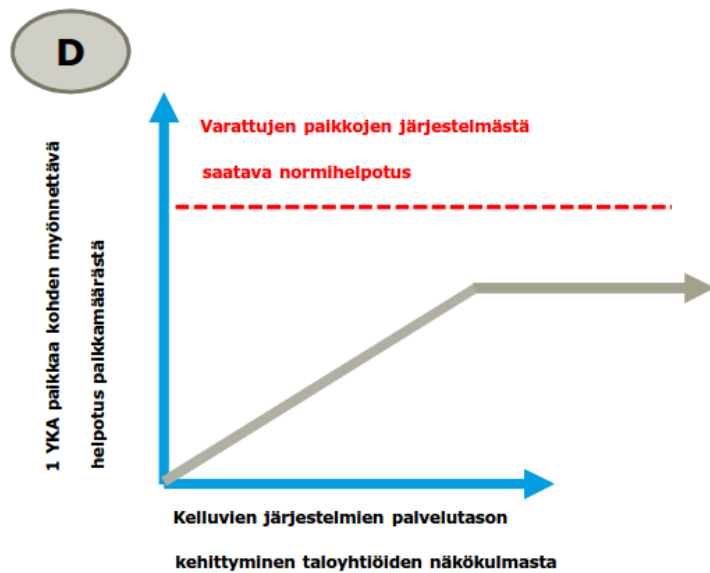 D
Varattujen paikkojen järjestelmästä
saatava normihelpotus
1 YKA paikkaa kohden myönnettävä
helpotus paikkamäärästä
Kelluvien järjestelmien palvelutason
kehittyminen taloyhtiöiden näkökulmasta